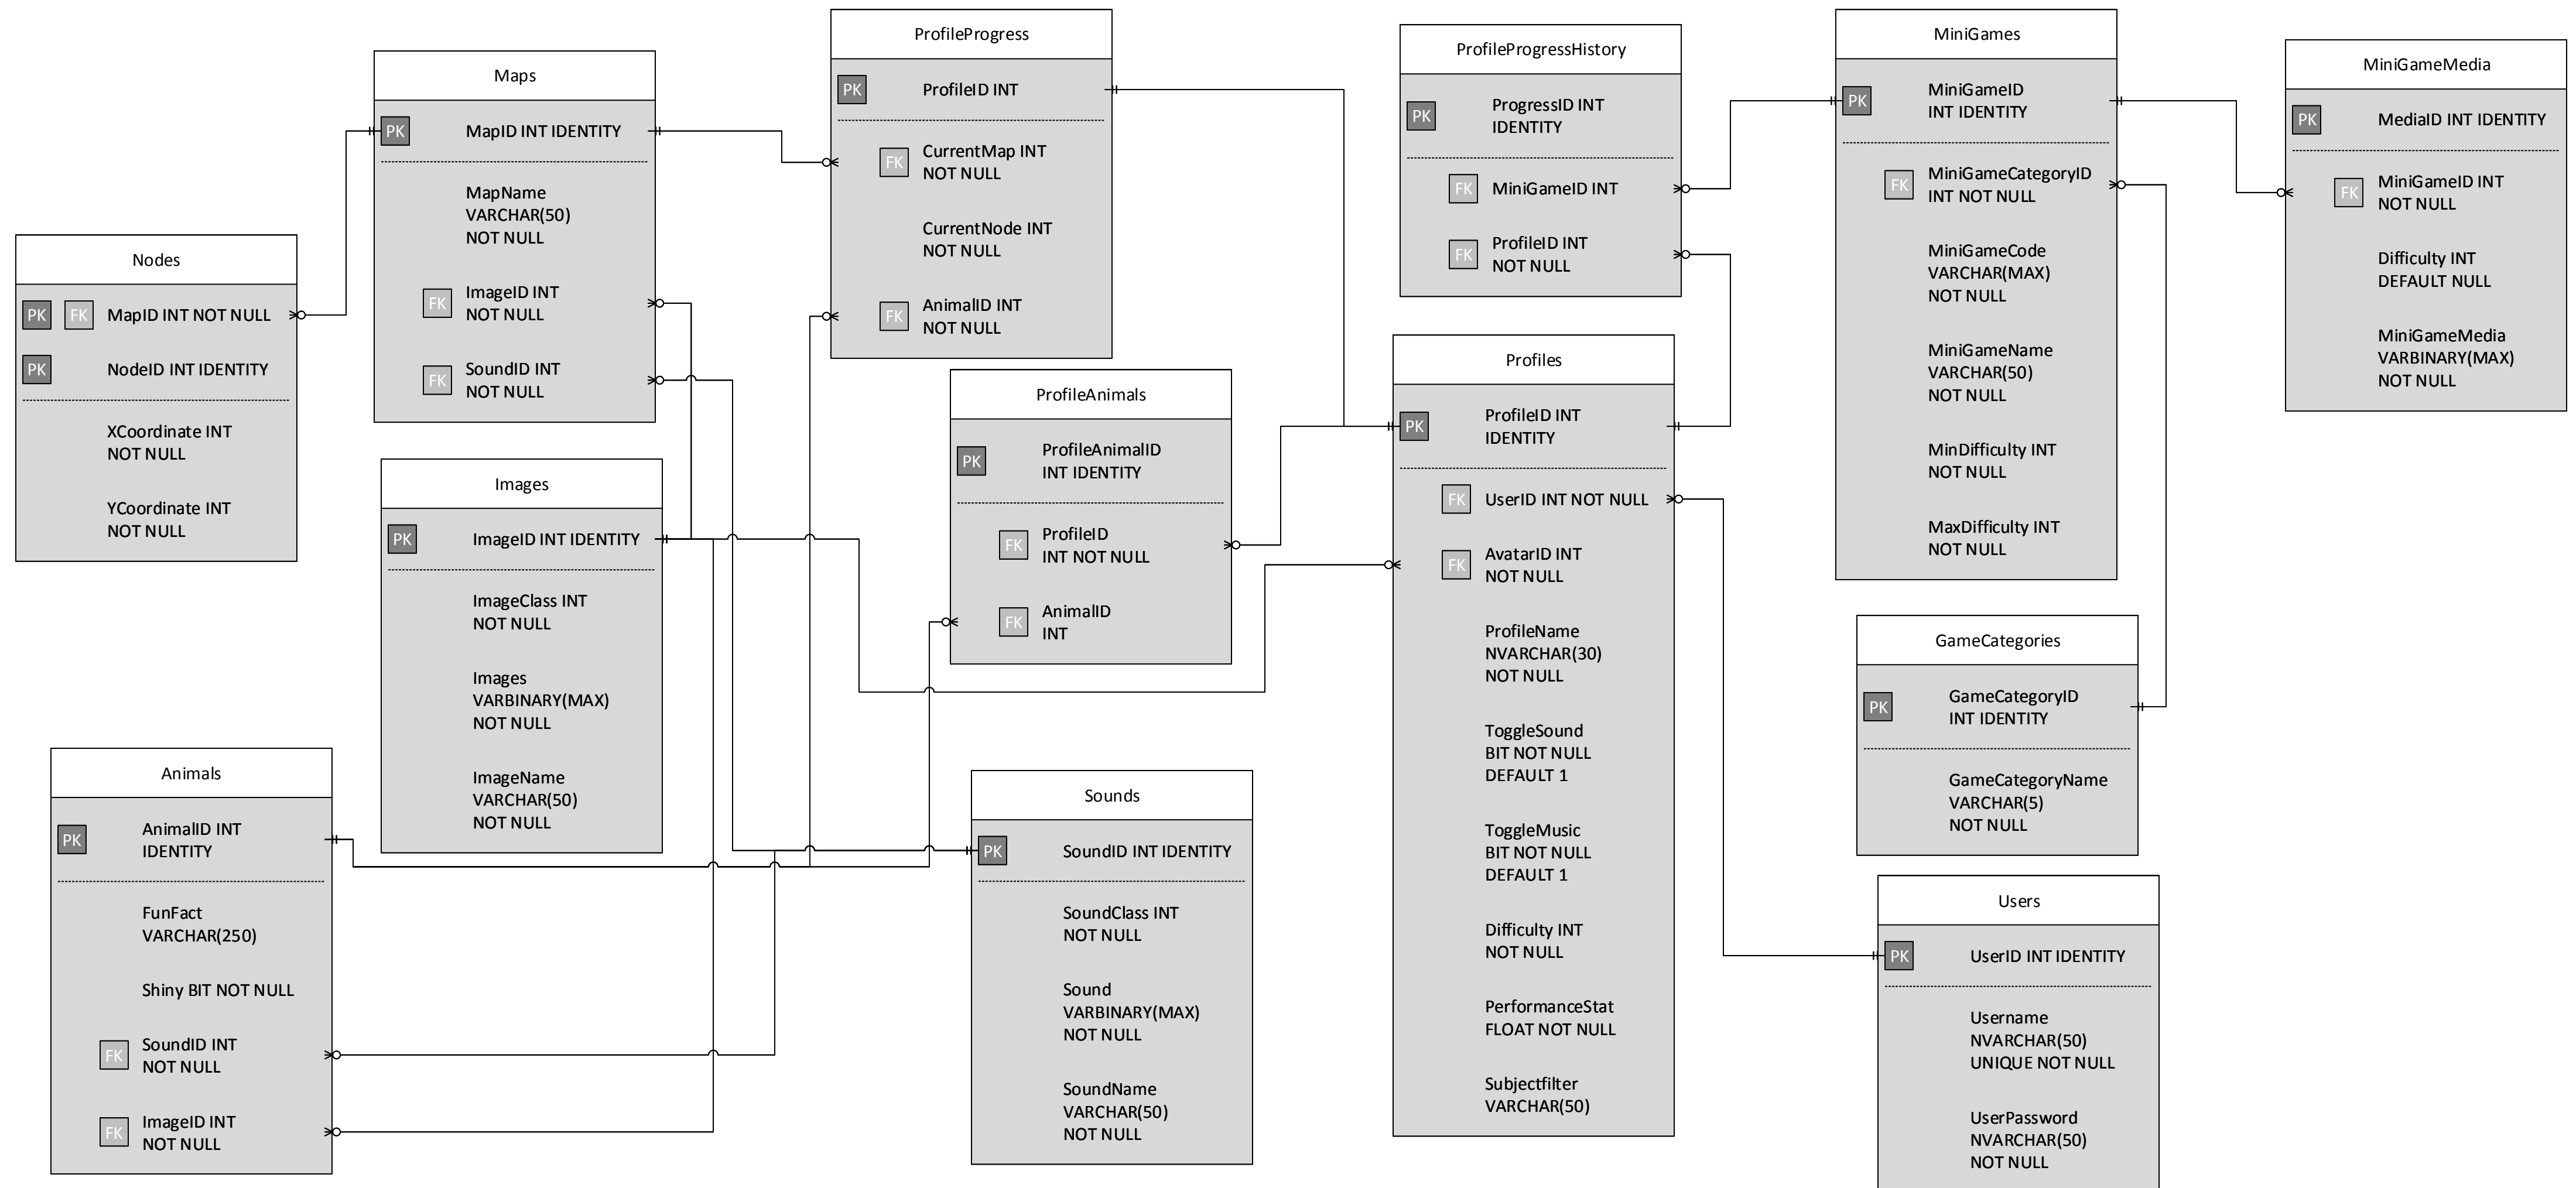 Nodes
PK FK MapID INT NOT NULL
PK NodeID INT IDENTITY
XCoordinate INT
NOT NULL
YCoordinate INT
NOT NULL
Maps
PK MapID INT IDENTITY
MapName
VARCHAR(50)
NOT NULL
FK ImageID INT
NOT NULL
FK SoundID INT
NOT NULL
Images
PK ImageID INT IDENTITY
ImageClass INT
NOT NULL
Images
VARBINARY(MAX)
NOT NULL
ImageName
VARCHAR(50)
NOT NULL
Animals
PK AnimalID INT
IDENTITY
FunFact
VARCHAR(250)
Shiny BIT NOT NULL
FK SoundID INT
NOT NULL
FK ImageID INT
NOT NULL
ProfileProgress
PK ProfileID INT
FK CurrentMap INT
NOT NULL
CurrentNode INT
NOT NULL
FK AnimalID INT
NOT NULL
ProfileAnimals
PK ProfileAnimalID
INT IDENTITY
FK ProfileID
INT NOT NULL
FK AnimalID
INT
Sounds
PK SoundID INT IDENTITY
SoundClass INT
NOT NULL
Sound
VARBINARY(MAX)
NOT NULL
SoundName
VARCHAR(50)
NOT NULL
ProfileProgressHistory
PK ProgressID INT
IDENTITY
FK MiniGameID INT
FK ProfileID INT
NOT NULL
Profiles
PK ProfileID INT
IDENTITY
FK UserID INT NOT NULL
FK AvatarID INT
NOT NULL
ProfileName
NVARCHAR(30)
NOT NULL
ToggleSound
BIT NOT NULL
DEFAULT 1
ToggleMusic
BIT NOT NULL
DEFAULT 1
Difficulty INT
NOT NULL
PerformanceStat
FLOAT NOT NULL
Subjectfilter
VARCHAR(50)
MiniGames
PK MiniGameID
INT IDENTITY
FK MiniGameCategoryID
INT NOT NULL
MiniGameCode
VARCHAR(MAX)
NOT NULL
MiniGameName
VARCHAR(50)
NOT NULL
MinDifficulty INT
NOT NULL
MaxDifficulty INT
NOT NULL
GameCategories
PK GameCategoryID
INT IDENTITY
GameCategoryName
VARCHAR(5)
NOT NULL
Users
PK UserID INT IDENTITY
Username
NVARCHAR(50)
UNIQUE NOT NULL
UserPassword
NVARCHAR(50)
NOT NULL
MiniGameMedia
PK MediaID INT IDENTITY
FK MiniGameID INT
NOT NULL
Difficulty INT
DEFAULT NULL
MiniGameMedia
VARBINARY(MAX)
NOT NULL